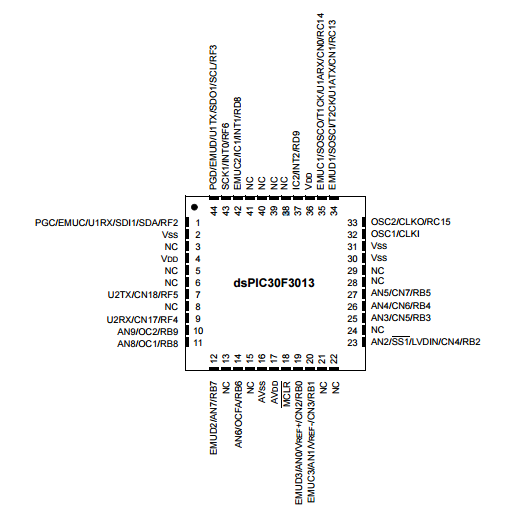 PGD/EMUD/U1TX/SDO1/SCL/RF3
SCK1/INT0/RF6
EMUC2/IC1/INT1/RD8
NC
NC
NC
NC
IC2/INT2/RD9
VDD
EMUC1/SOSCO/T1CK/U1ARX/CN0/RC14
EMUD1/SOSCI/T2CK/U1ATX/CN1/RC13
44 43 42 41 40 39 38 37 36 35 34
PGC/EMUC/U1RX/SDI1/SDA/RF2 1
VSS 2
NC 3
VDD 4
NC 5
NC 6
U2TX/CN18/RF5 7
NC 8
U2RX/CN17/RF4 9
AN9/OC2/RB9 10
AN8/OC1/RB8 11
dsPIC30F3013
33 OSC2/CLKO/RC15
32 OSC1/CLKI
31 VSS
30 VSS
29 NC
28 NC
27 AN5/CN7/RB5
26 AN4/CN6/RB4
25 AN3/CN5/RB3
24 NC
23 AN2/SS1/LVDIN/CN4/RB2
12 13 14 15 16 17 18 19 20 21 22
EMUD2/AN7/RB7
NC
AN6/OCFA/RB6
NC
AVSS
AVDD
MCLR
EMUD3/AN0/VREF+/CN2/RB0
EMUC3/AN1/VREF-/CN3/RB1
NC
NC